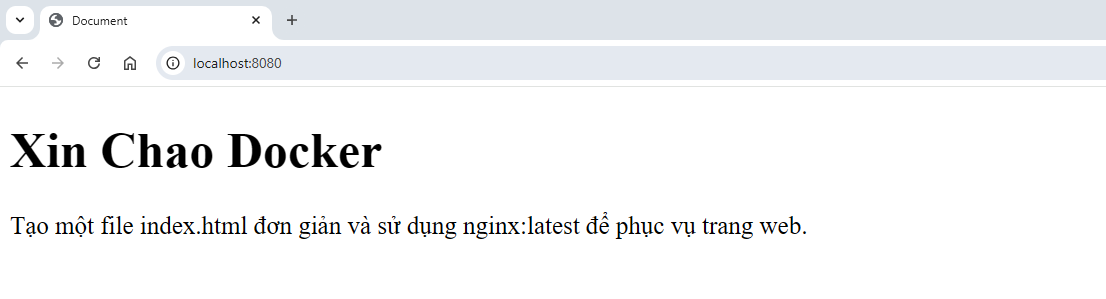 Document
localhost:8080
Xin Chao Docker
Tạo một file index.html đơn giản và sử dụng nginx:latest để phục vụ trang web.